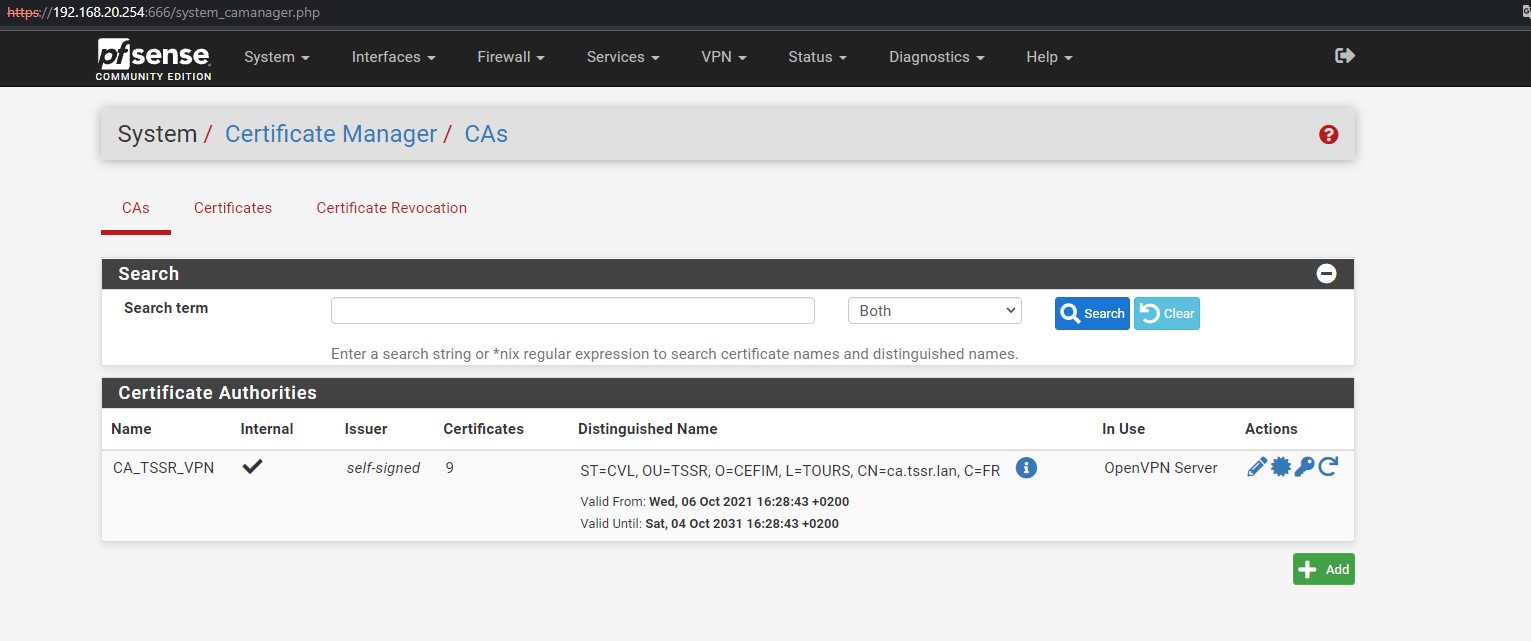 https://192.168.20.254:666/system_camanager.php
pfsense
COMMUNITY EDITION
System Interfaces Firewall Services VPN Status Diagnostics Help
System / Certificate Manager / CAs
CAs Certificates Certificate Revocation
Search
Search term Both Search Clear
Enter a search string or *nix regular expression to search certificate names and distinguished names.
Certificate Authorities
Name Internal Issuer Certificates Distinguished Name In Use Actions
CA_TSSR_VPN self-signed 9 ST=CVL, OU=TSSR, O=CEFIM, L=TOURS, CN=ca.tssr.lan, C=FR OpenVPN Server
Valid From: Wed, 06 Oct 2021 16:28:43 +0200
Valid Until: Sat, 04 Oct 2031 16:28:43 +0200
Add